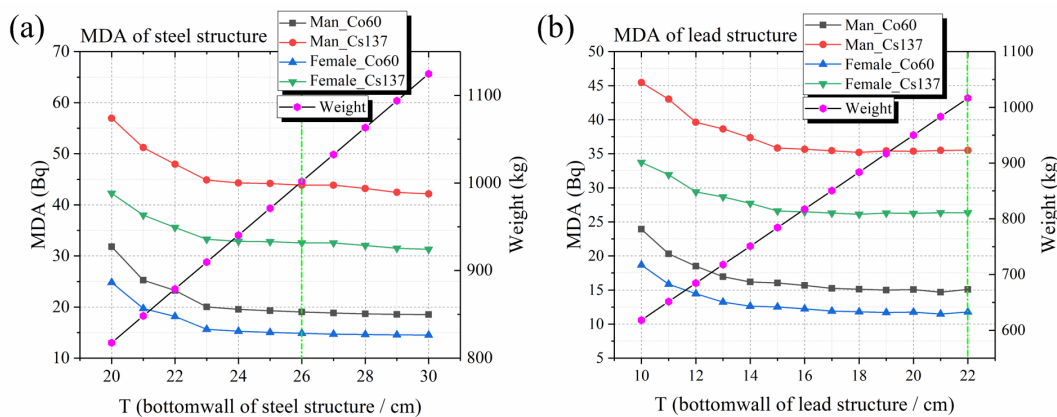 (a)
MDA of steel structure
Man_Co60
Man_Cs137
Female_Co60
Female_Cs137
Weight
70
60
50
40
30
20
10
MDA (Bq)
1100
1000
900
800
Weight (kg)
20 22 24 26 28 30
T (bottomwall of steel structure / cm)
(b)
MDA of lead structure
Man_Co60
Man_Cs137
Female_Co60
Female_Cs137
Weight
50
45
40
35
30
25
20
15
10
5
MDA (Bq)
1100
1000
900
800
700
600
Weight (kg)
10 12 14 16 18 20 22
T (bottomwall of lead structure / cm)